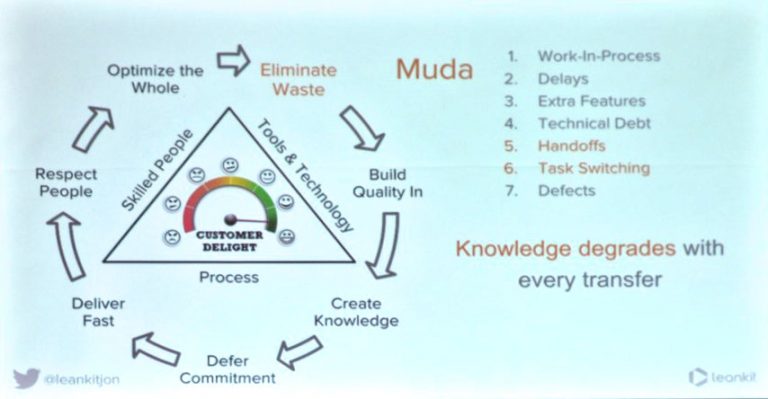 Optimize the
Whole
Eliminate
Waste
Build
Quality In
Create
Knowledge
Defer
Commitment
Deliver
Fast
Respect
People
Skilled People
Tools & Technology
Process
CUSTOMER
DELIGHT
Muda
1. Work-In-Process
2. Delays
3. Extra Features
4. Technical Debt
5. Handoffs
6. Task Switching
7. Defects
Knowledge degrades with
every transfer
@leankitjon
leankit